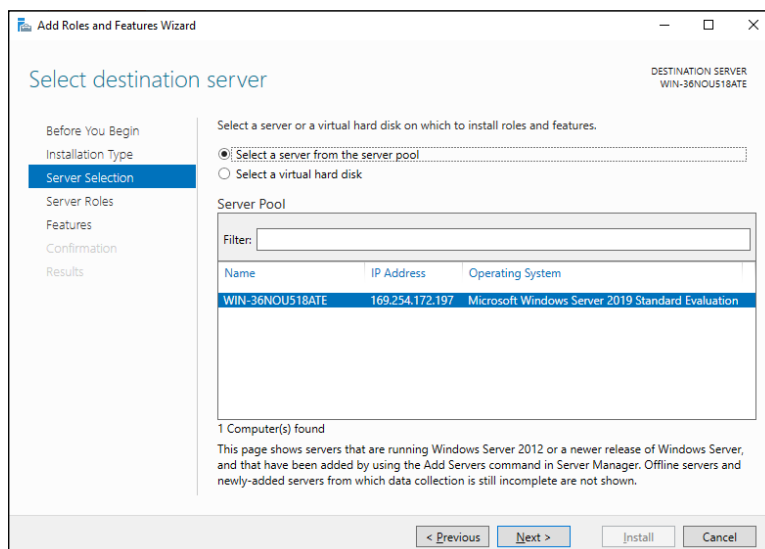 Add Roles and Features Wizard
Select destination server
DESTINATION SERVER
WIN-36NOU518ATE
Before You Begin
Installation Type
Server Selection
Server Roles
Features
Confirmation
Results
Select a server or a virtual hard disk on which to install roles and features.
Select a server from the server pool
Select a virtual hard disk
Server Pool
Filter:
Name IP Address Operating System
WIN-36NOU518ATE 169.254.172.197 Microsoft Windows Server 2019 Standard Evaluation
1 Computer(s) found
This page shows servers that are running Windows Server 2012 or a newer release of Windows Server,
and that have been added by using the Add Servers command in Server Manager. Offline servers and
newly-added servers from which data collection is still incomplete are not shown.
< Previous Next > Install Cancel